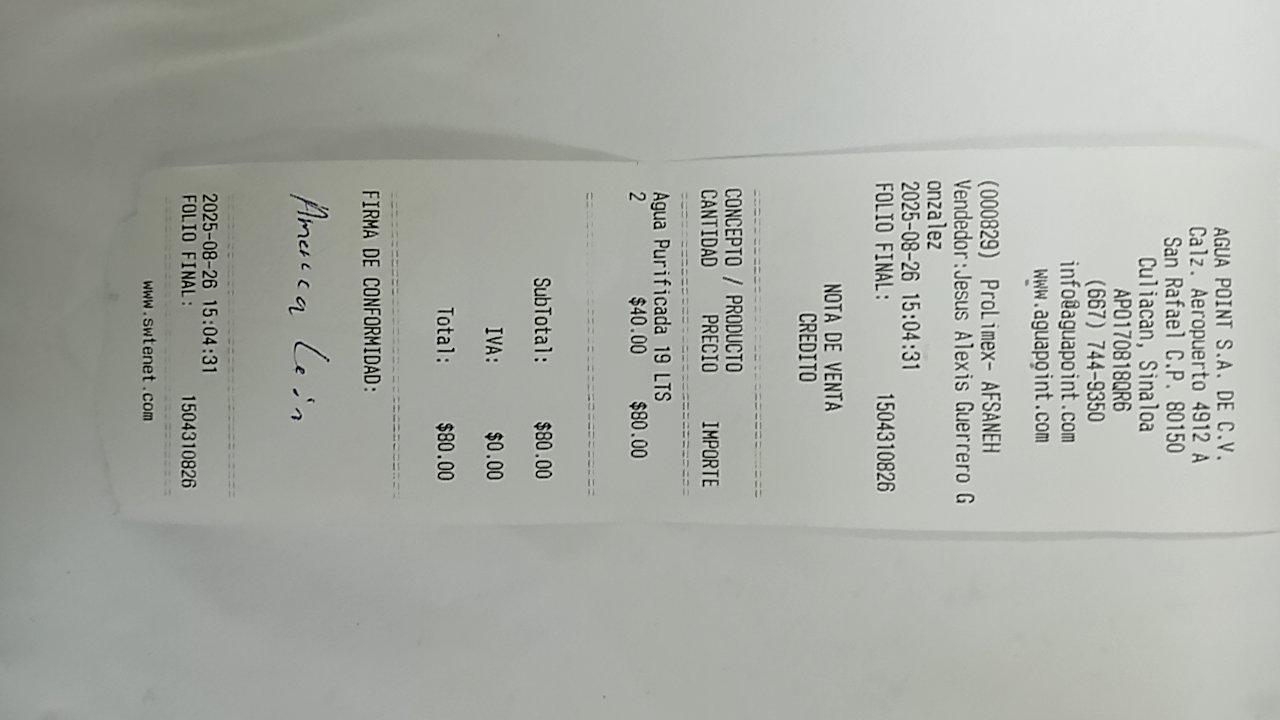 AGUA POINT S.A. DE C.V.
Calz. Aeropuerto 4912 A
San Rafael C.P. 80150
Culiacan, Sinaloa
APO170818QR6
(667) 744-9350
info@aguapoint.com
www.aguapoint.com
(000829) ProLimex- AFSANEH
Vendedor:Jesus Alexis Guerrero G
onzalez
2025-08-26 15:04:31
FOLIO FINAL: 1504310826
NOTA DE VENTA
CREDITO
CONCEPTO / PRODUCTO
CANTIDAD PRECIO IMPORTE
Agua Purificada 19 LTS
2 $40.00 $80.00
SubTotal: $80.00
IVA: $0.00
Total: $80.00
FIRMA DE CONFORMIDAD:
America León
2025-08-26 15:04:31
FOLIO FINAL: 1504310826
www.swtenet.com